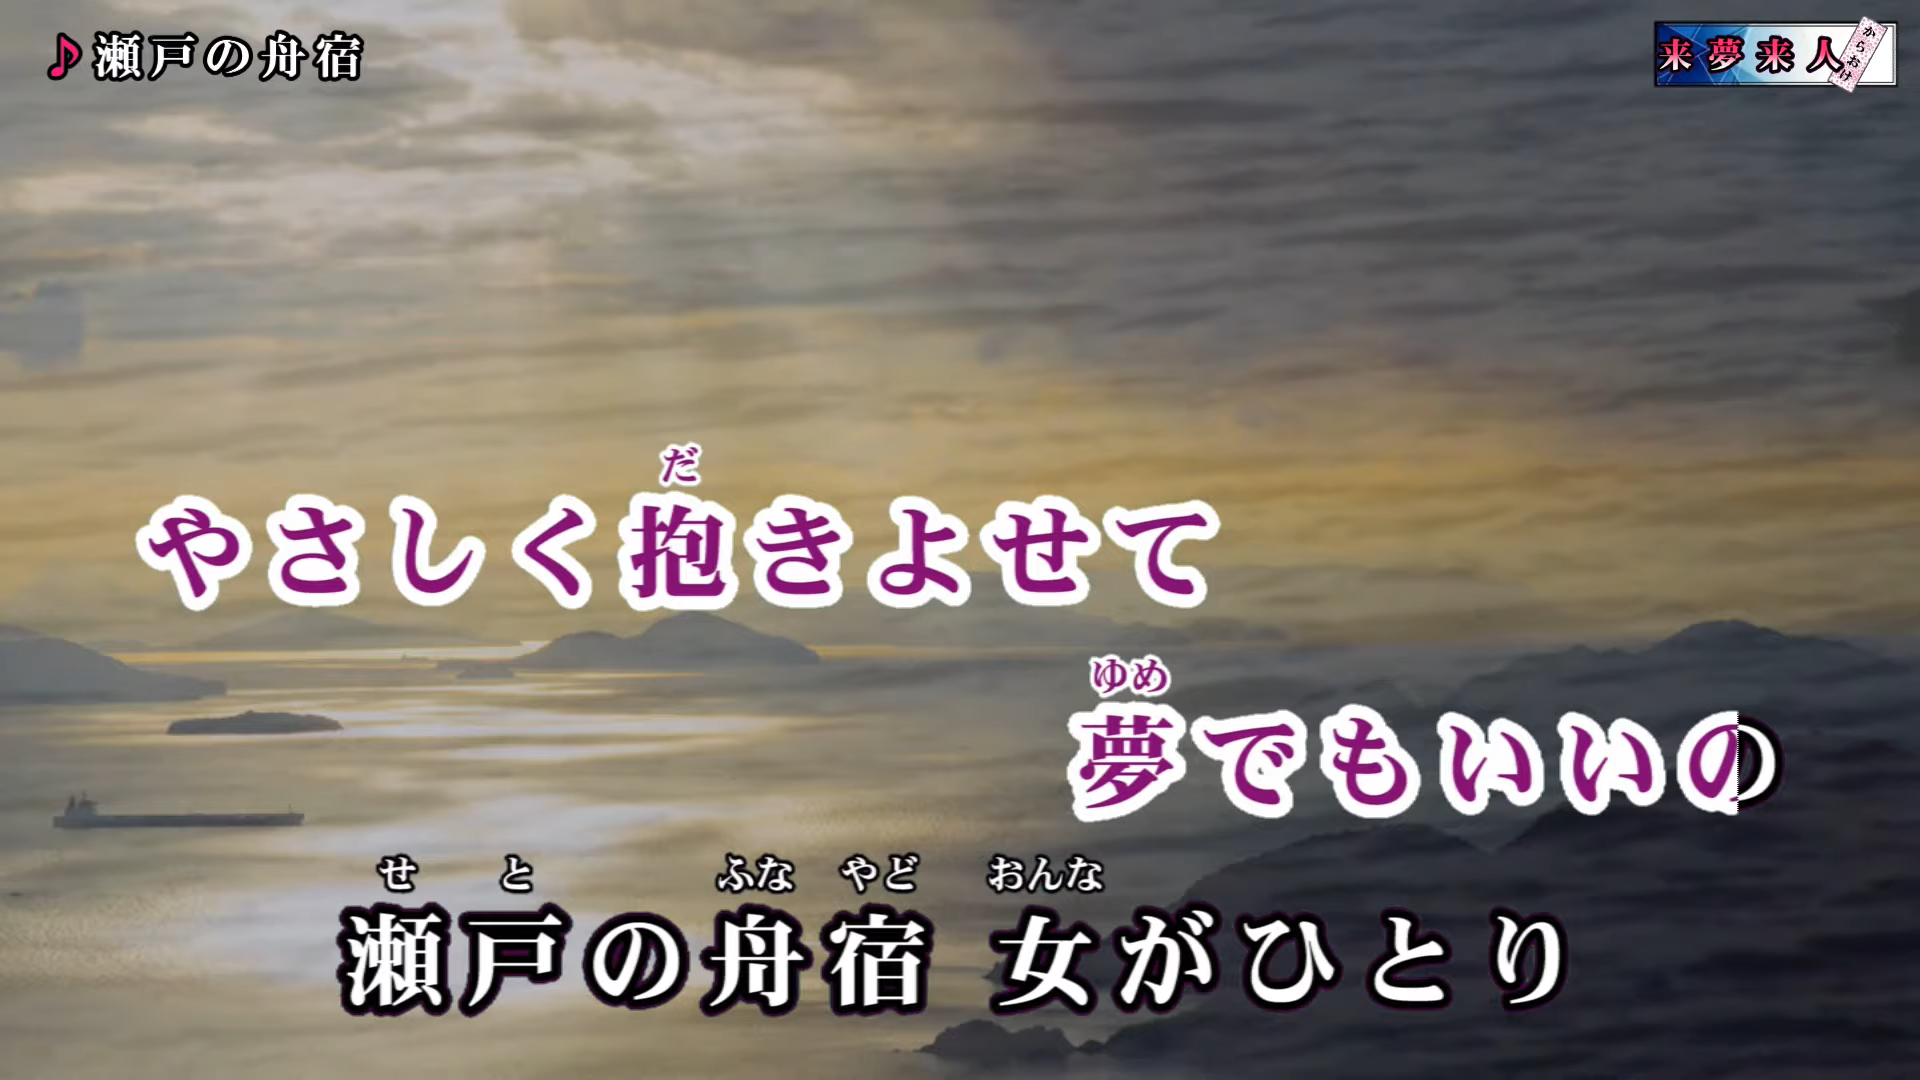 ♪瀬戸の舟宿
来夢来人
からおけ
だ
やさしく抱きよせて
ゆめ
夢でもいいの
せ と ふな やど おんな
瀬戸の舟宿 女がひとり